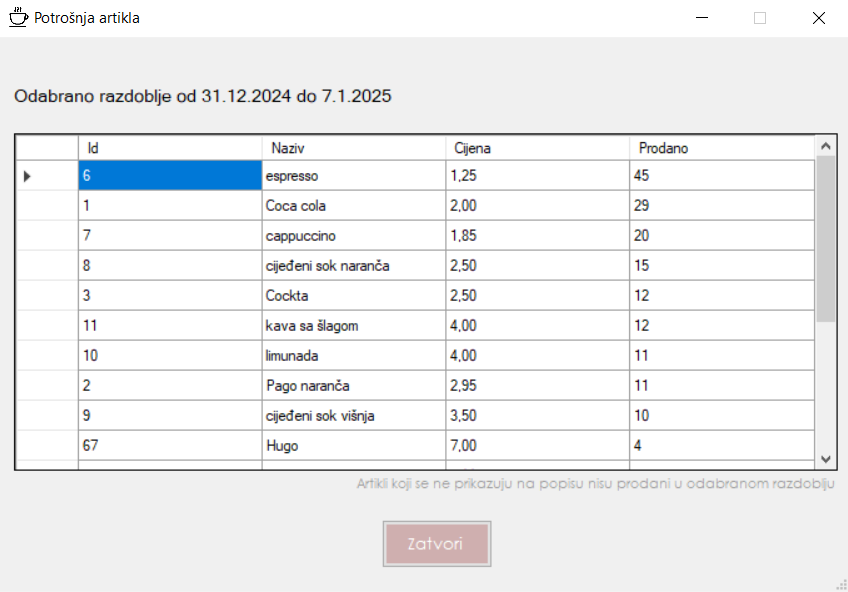 Potrošnja artikla
Odabrano razdoblje od 31.12.2024 do 7.1.2025
Id Naziv Cijena Prodano
6 espresso 1,25 45
1 Coca cola 2,00 29
7 cappuccino 1,85 20
8 cijeđeni sok naranča 2,50 15
3 Cockta 2,50 12
11 kava sa šlagom 4,00 12
10 limunada 4,00 11
2 Pago naranča 2,95 11
9 cijeđeni sok višnja 3,50 10
67 Hugo 7,00 4
Artikli koji se ne prikazuju na popisu nisu prodani u odabranom razdoblju
Zatvori